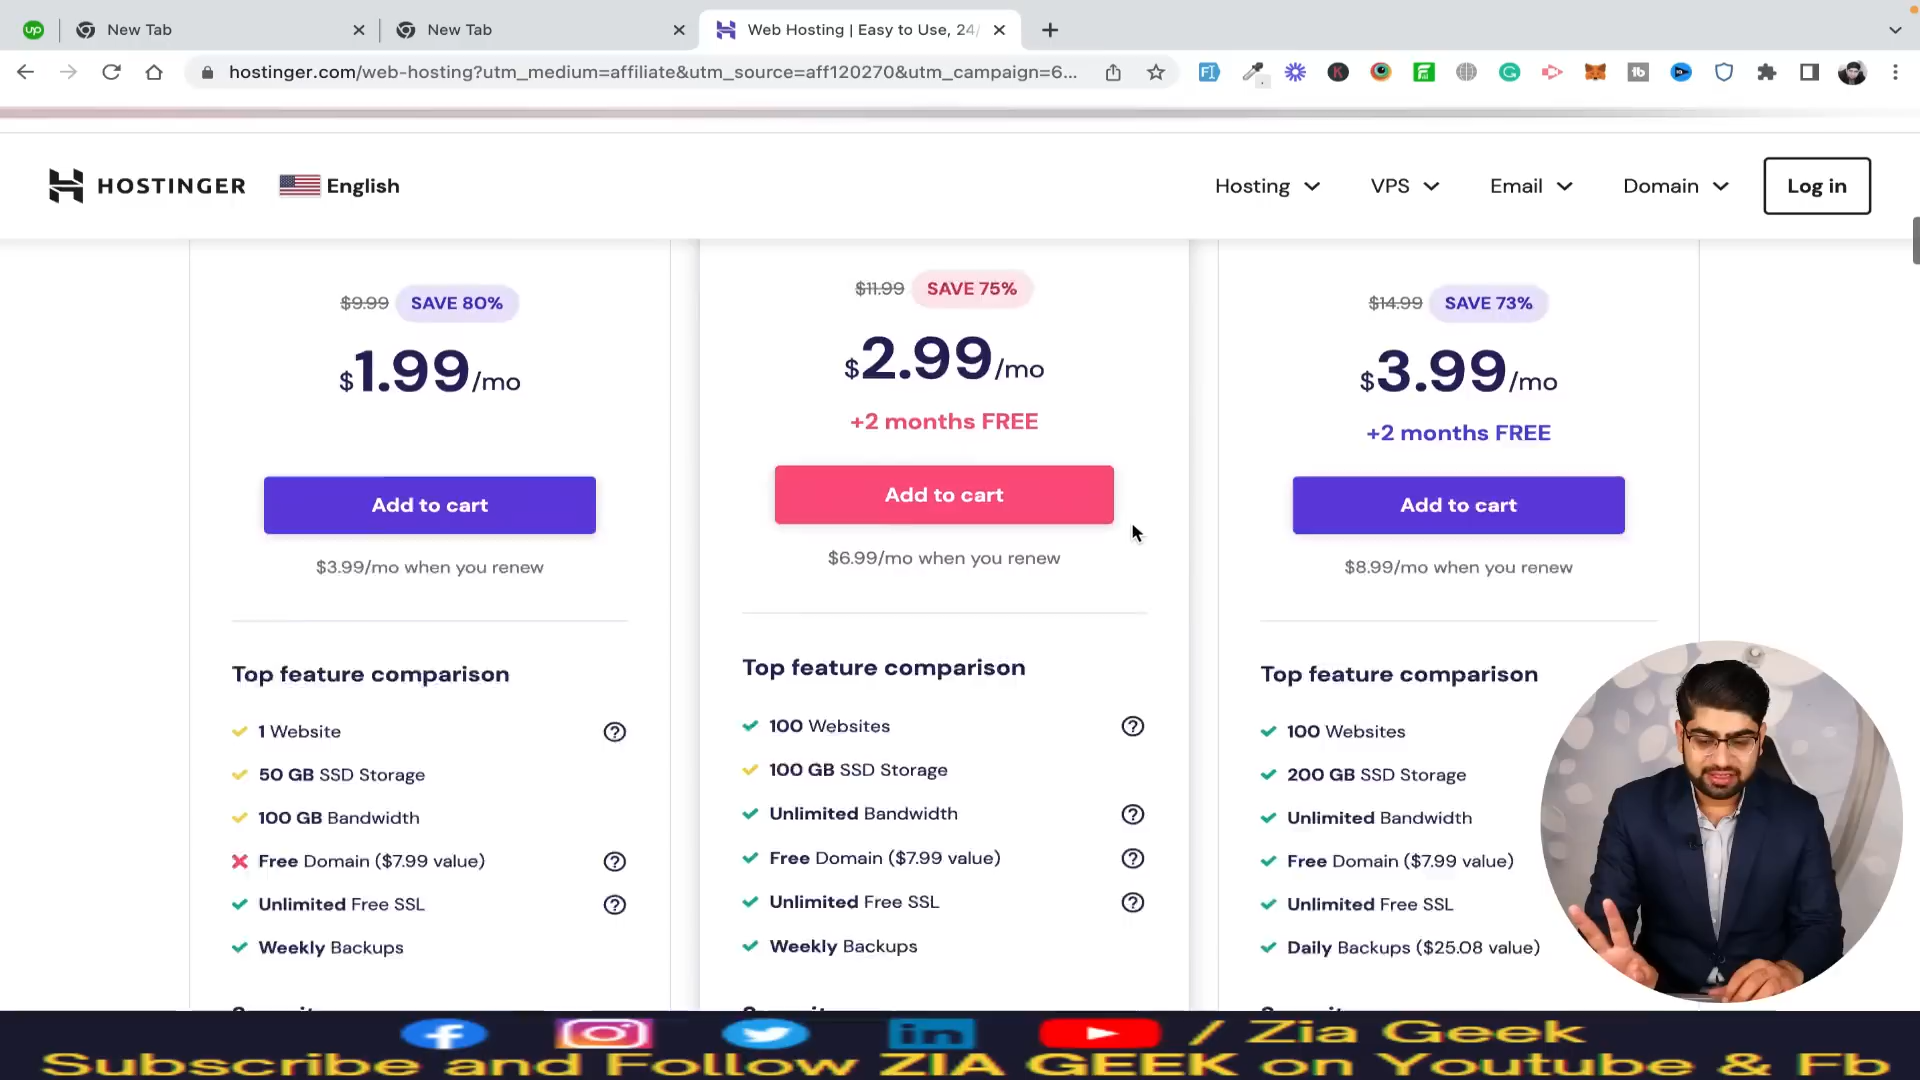 up
New Tab
New Tab
Web Hosting | Easy to Use, 24/
hostinger.com/web-hosting?utm_medium=affiliate&utm_source=aff120270&utm_campaign=6...
HOSTINGER
English
Hosting
VPS
Email
Domain
Log in
$9.99 SAVE 80%
$1.99/mo
Add to cart
$3.99/mo when you renew
Top feature comparison
1 Website
50 GB SSD Storage
100 GB Bandwidth
Free Domain ($7.99 value)
Unlimited Free SSL
Weekly Backups
$11.99 SAVE 75%
$2.99/mo
+2 months FREE
Add to cart
$6.99/mo when you renew
Top feature comparison
100 Websites
100 GB SSD Storage
Unlimited Bandwidth
Free Domain ($7.99 value)
Unlimited Free SSL
Weekly Backups
$14.99 SAVE 73%
$3.99/mo
+2 months FREE
Add to cart
$8.99/mo when you renew
Top feature comparison
100 Websites
200 GB SSD Storage
Unlimited Bandwidth
Free Domain ($7.99 value)
Unlimited Free SSL
Daily Backups ($25.08 value)
/ Zia Geek
Subscribe and Follow ZIA GEEK on Youtube & Fb